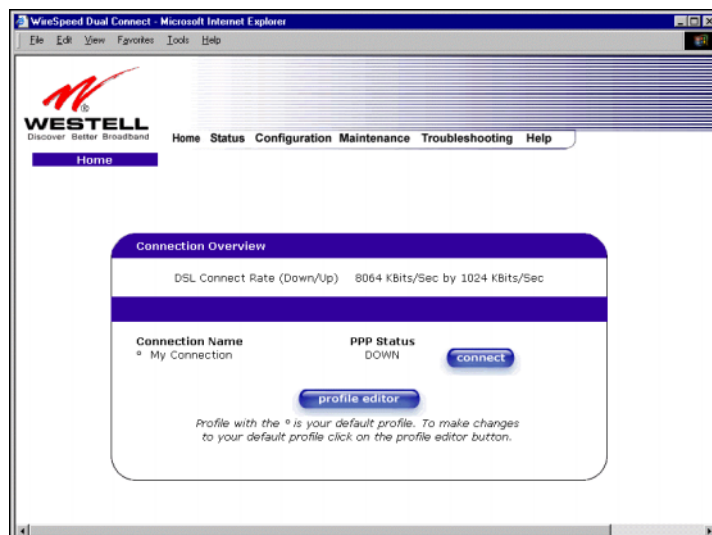 WireSpeed Dual Connect - Microsoft Internet Explorer
File Edit View Favorites Tools Help
®
WESTELL
Discover Better Broadband
Home Status Configuration Maintenance Troubleshooting Help
Home
Connection Overview
DSL Connect Rate (Down/Up) 8064 KBits/Sec by 1024 KBits/Sec
Connection Name PPP Status
º My Connection DOWN connect
profile editor
Profile with the º is your default profile. To make changes
to your default profile click on the profile editor button.